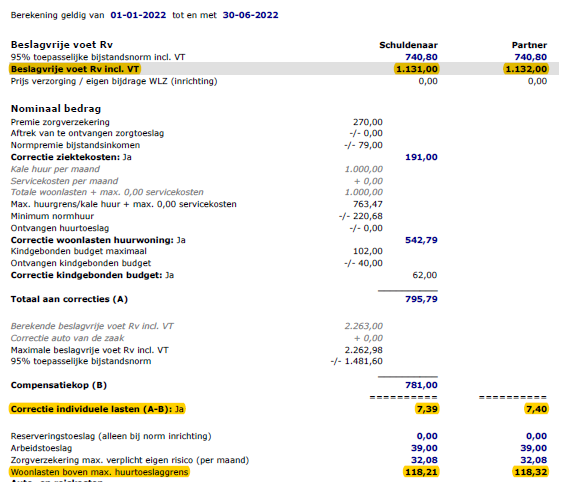 Berekening geldig van 01-01-2022 tot en met 30-06-2022
Beslagvrije voet Rv Schuldenaar Partner
95% toepasselijke bijstandsnorm incl. VT 740,80 740,80
Beslagvrije voet Rv incl. VT 1.131,00 1.132,00
Prijs verzorging / eigen bijdrage WLZ (inrichting) 0,00 0,00
Nominaal bedrag
Premie zorgverzekering 270,00
Aftrek van te ontvangen zorgtoeslag -/- 0,00
Normpremie bijstandsinkomen -/- 79,00
Correctie ziektekosten: Ja 191,00
Kale huur per maand 1.000,00
Servicekosten per maand + 0,00
Totale woonlasten + max. 0,00 servicekosten 1.000,00
Max. huurgrens/kale huur + max. 0,00 servicekosten 763,47
Minimum normhuur -/- 220,68
Ontvangen huurtoeslag -/- 0,00
Correctie woonlasten huurwoning: Ja 542,79
Kindgebonden budget maximaal 102,00
Ontvangen kindgebonden budget -/- 40,00
Correctie kindgebonden budget: Ja 62,00
Totaal aan correcties (A) 795,79
Berekende beslagvrije voet Rv incl. VT 2.263,00
Correctie auto van de zaak + 0,00
Maximale beslagvrije voet Rv incl. VT 2.262,98
95% toepasselijke bijstandsnorm -/- 1.481,60
Compensatiekop (B) 781,00
========== ==========
Correctie individuele lasten (A-B): Ja 7,39 7,40
Reserveringstoeslag (alleen bij norm inrichting) 0,00 0,00
Arbeidstoeslag 39,00 39,00
Zorgverzekering max. verplicht eigen risico (per maand) 32,08 32,08
Woonlasten boven max. huurtoeslaggrens 118,21 118,32